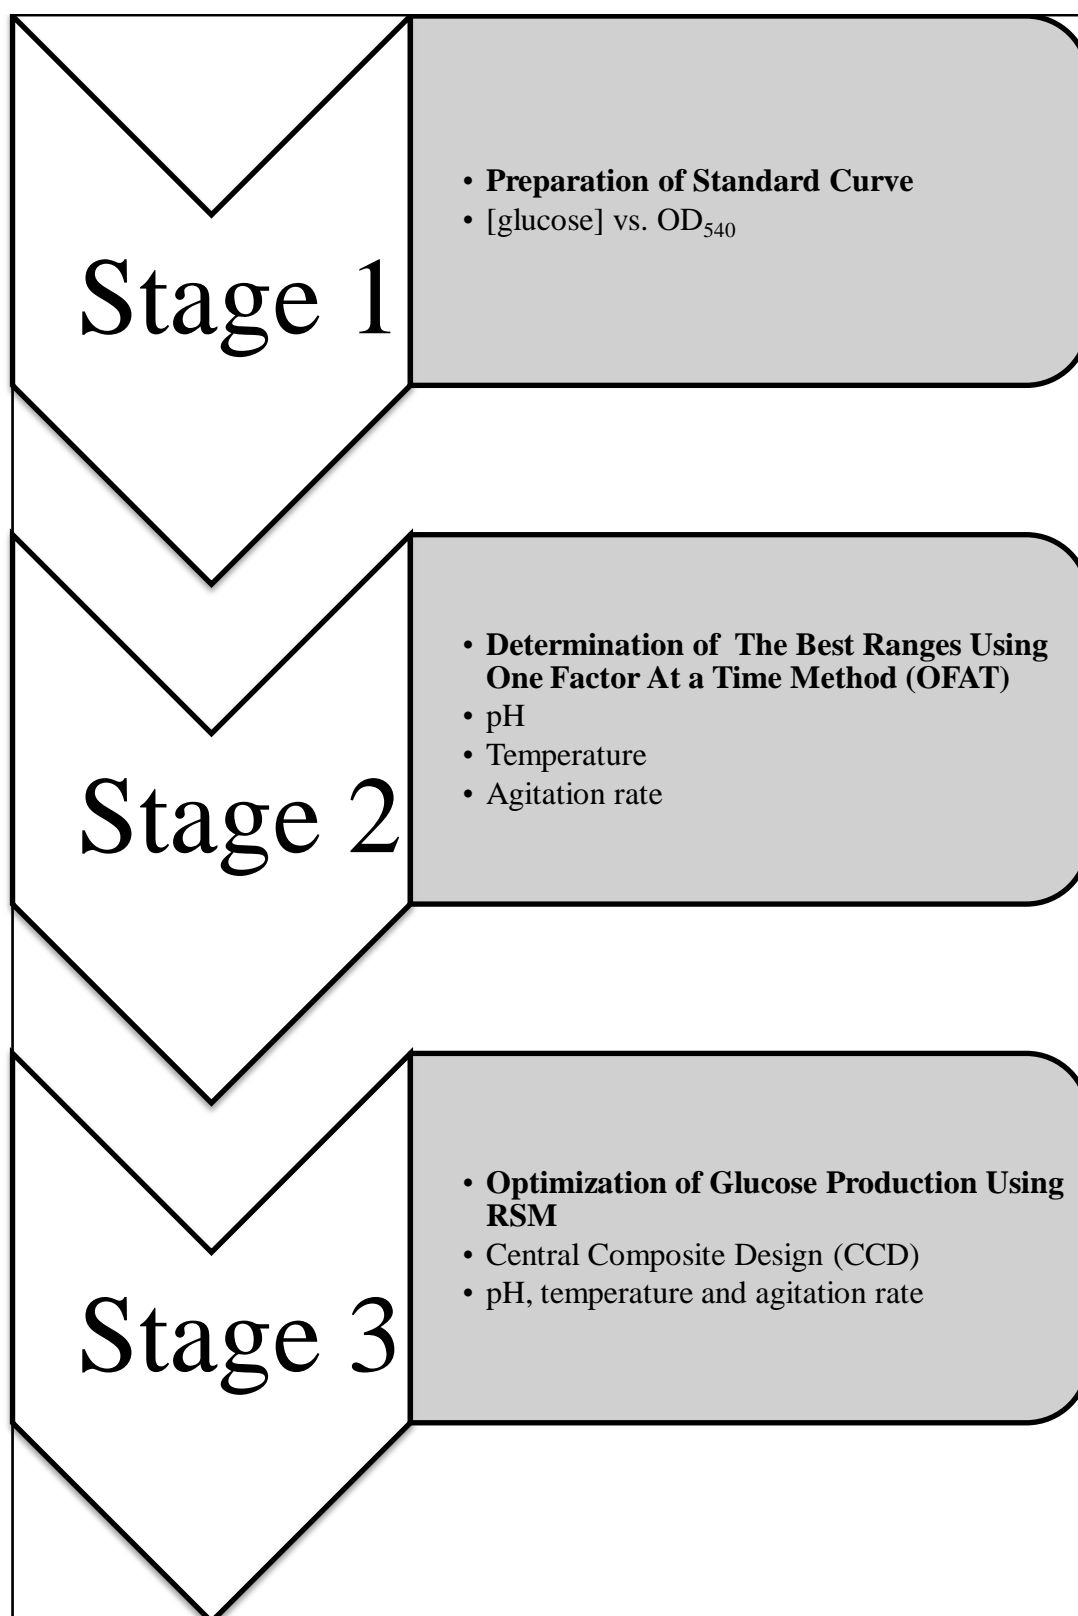 Stage 1
• Preparation of Standard Curve
• [glucose] vs. OD₅₄₀
Stage 2
• Determination of  The Best Ranges Using
One Factor At a Time Method (OFAT)
• pH
• Temperature
• Agitation rate
Stage 3
• Optimization of Glucose Production Using
RSM
• Central Composite Design (CCD)
• pH, temperature and agitation rate